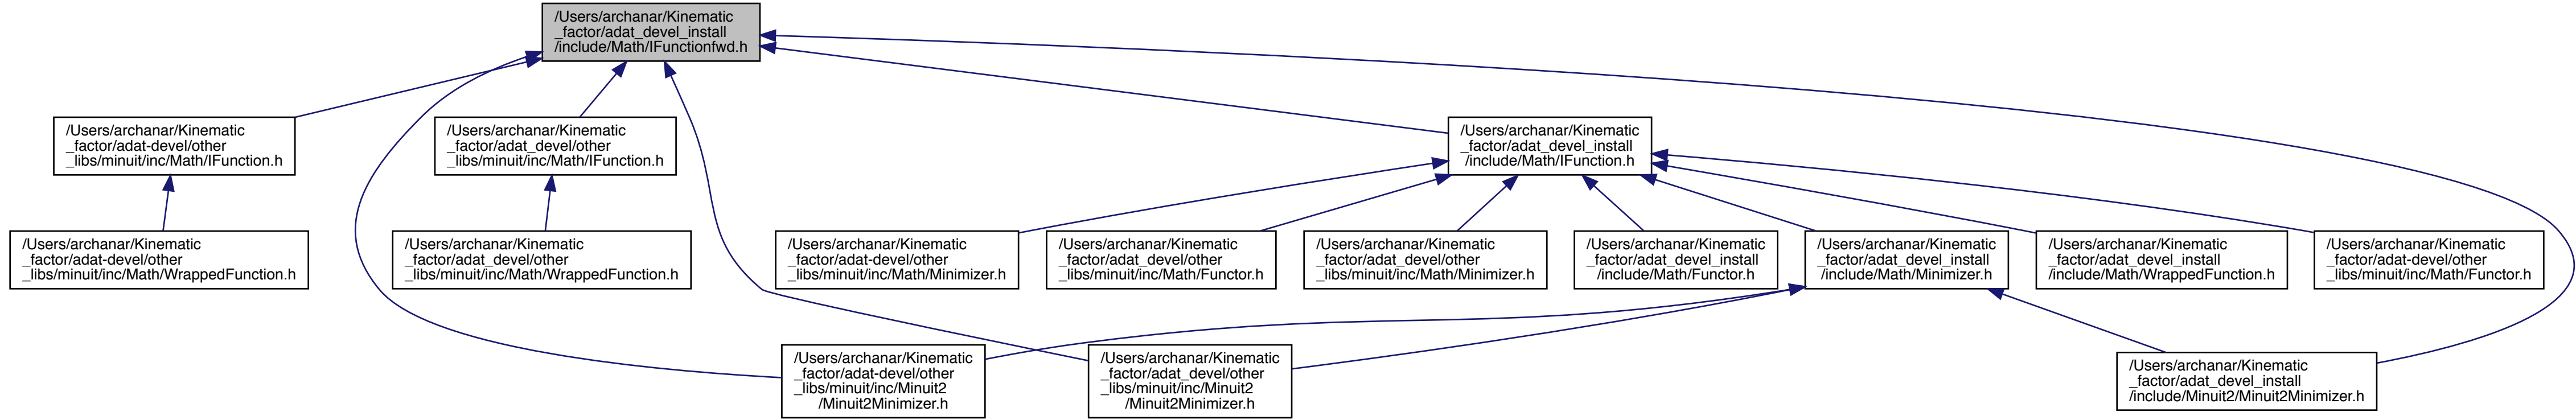 /Users/archanar/Kinematic
_factor/adat_devel_install
/include/Math/IFunctionfwd.h
/Users/archanar/Kinematic
_factor/adat-devel/other
_libs/minuit/inc/Math/IFunction.h
/Users/archanar/Kinematic
_factor/adat_devel/other
_libs/minuit/inc/Math/IFunction.h
/Users/archanar/Kinematic
_factor/adat_devel_install
/include/Math/IFunction.h
/Users/archanar/Kinematic
_factor/adat-devel/other
_libs/minuit/inc/Math/WrappedFunction.h
/Users/archanar/Kinematic
_factor/adat_devel/other
_libs/minuit/inc/Math/WrappedFunction.h
/Users/archanar/Kinematic
_factor/adat-devel/other
_libs/minuit/inc/Math/Minimizer.h
/Users/archanar/Kinematic
_factor/adat_devel/other
_libs/minuit/inc/Math/Functor.h
/Users/archanar/Kinematic
_factor/adat_devel/other
_libs/minuit/inc/Math/Minimizer.h
/Users/archanar/Kinematic
_factor/adat_devel_install
/include/Math/Functor.h
/Users/archanar/Kinematic
_factor/adat_devel_install
/include/Math/Minimizer.h
/Users/archanar/Kinematic
_factor/adat_devel_install
/include/Math/WrappedFunction.h
/Users/archanar/Kinematic
_factor/adat-devel/other
_libs/minuit/inc/Math/Functor.h
/Users/archanar/Kinematic
_factor/adat-devel/other
_libs/minuit/inc/Minuit2
/Minuit2Minimizer.h
/Users/archanar/Kinematic
_factor/adat_devel/other
_libs/minuit/inc/Minuit2
/Minuit2Minimizer.h
/Users/archanar/Kinematic
_factor/adat_devel_install
/include/Minuit2/Minuit2Minimizer.h